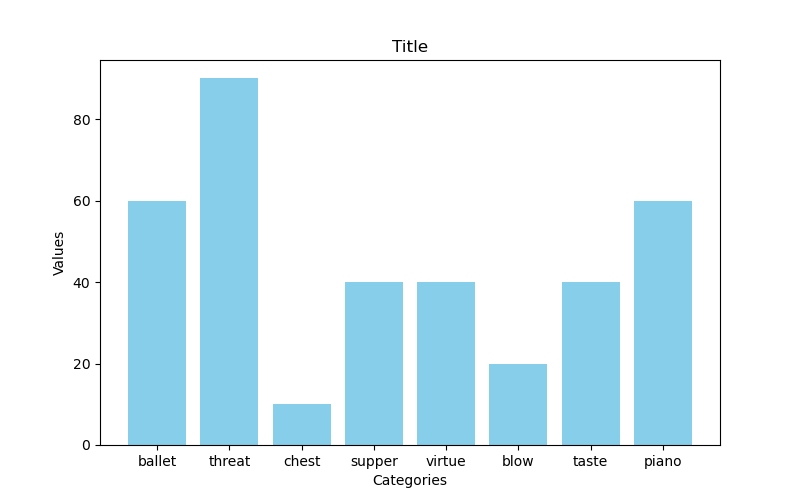 Title
Values
80
60
40
20
0
ballet threat chest supper virtue blow taste piano
Categories